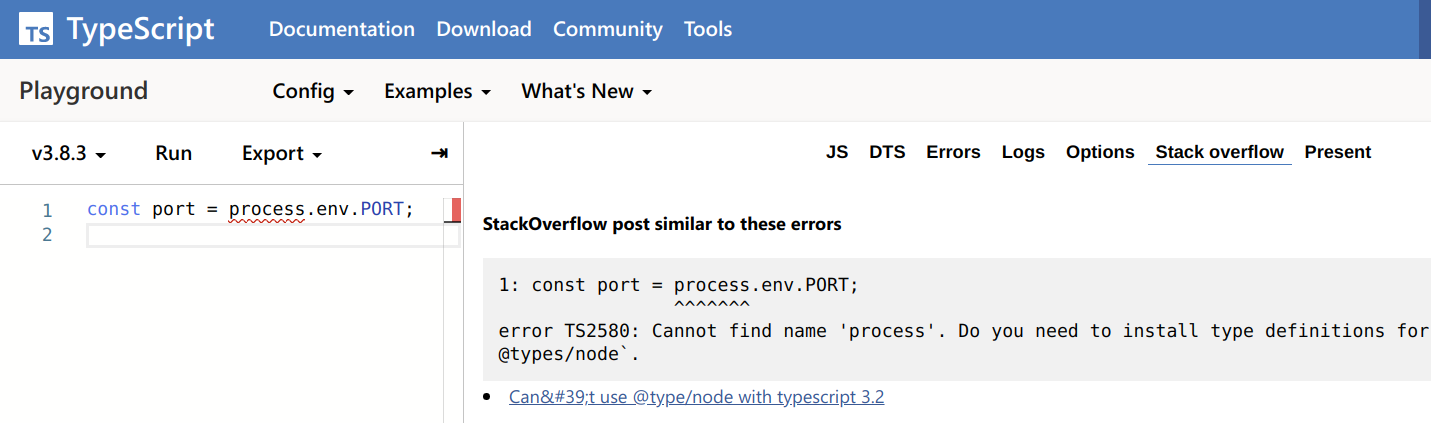 TS TypeScript Documentation Download Community Tools
Playground Config Examples What's New
v3.8.3 Run Export
JS DTS Errors Logs Options Stack overflow Present
1 const port = process.env.PORT;
2
StackOverflow post similar to these errors
1: const port = process.env.PORT;
^^^^^^^
error TS2580: Cannot find name 'process'. Do you need to install type definitions for
@types/node`.
Can&#39;t use @type/node with typescript 3.2